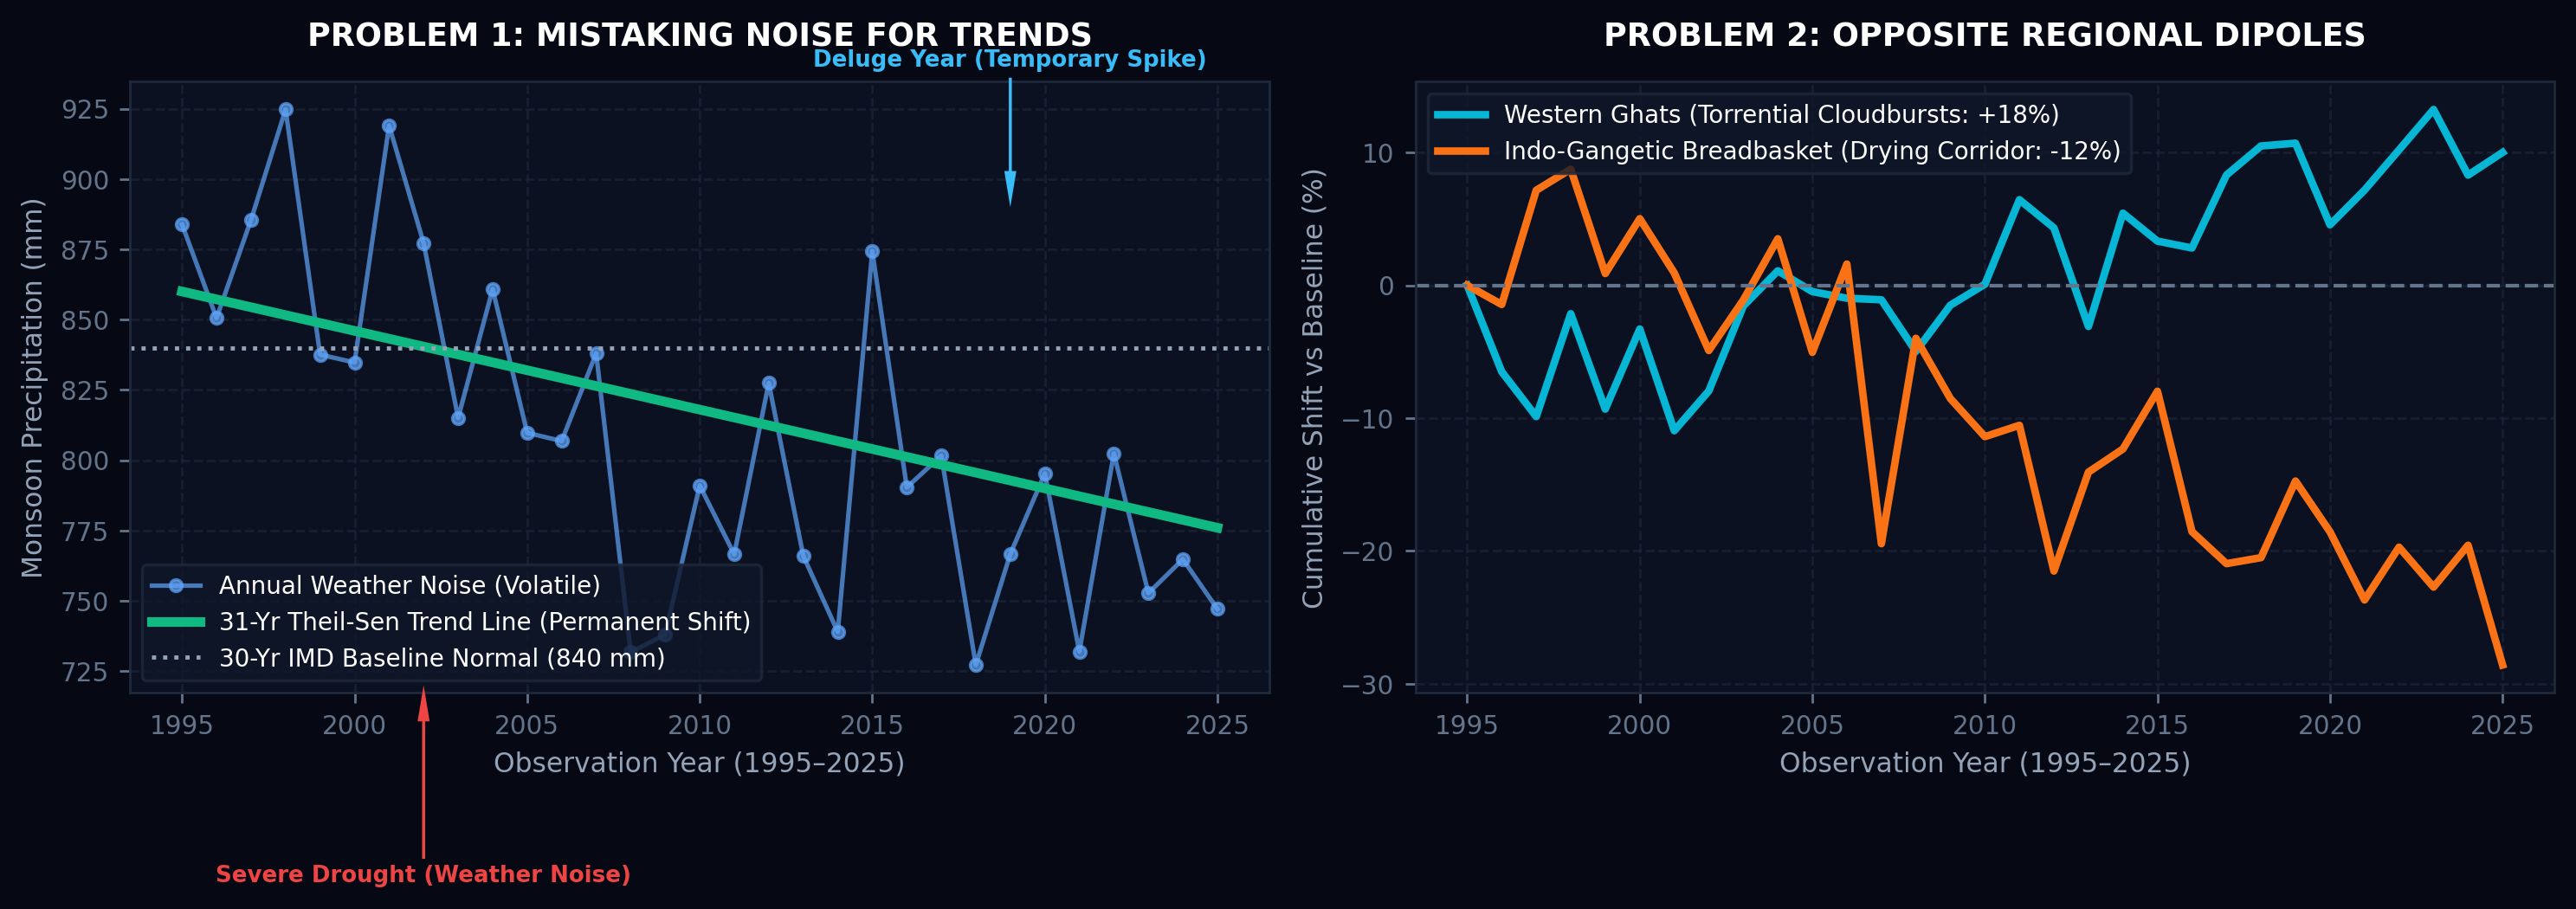 PROBLEM 1: MISTAKING NOISE FOR TRENDS
Deluge Year (Temporary Spike)
Monsoon Precipitation (mm)
925
900
875
850
825
800
775
750
725
Annual Weather Noise (Volatile)
31-Yr Theil-Sen Trend Line (Permanent Shift)
30-Yr IMD Baseline Normal (840 mm)
1995 2000 2005 2010 2015 2020 2025
Observation Year (1995–2025)
Severe Drought (Weather Noise)
PROBLEM 2: OPPOSITE REGIONAL DIPOLES
Western Ghats (Torrential Cloudbursts: +18%)
Indo-Gangetic Breadbasket (Drying Corridor: -12%)
Cumulative Shift vs Baseline (%)
10
0
−10
−20
−30
1995 2000 2005 2010 2015 2020 2025
Observation Year (1995–2025)